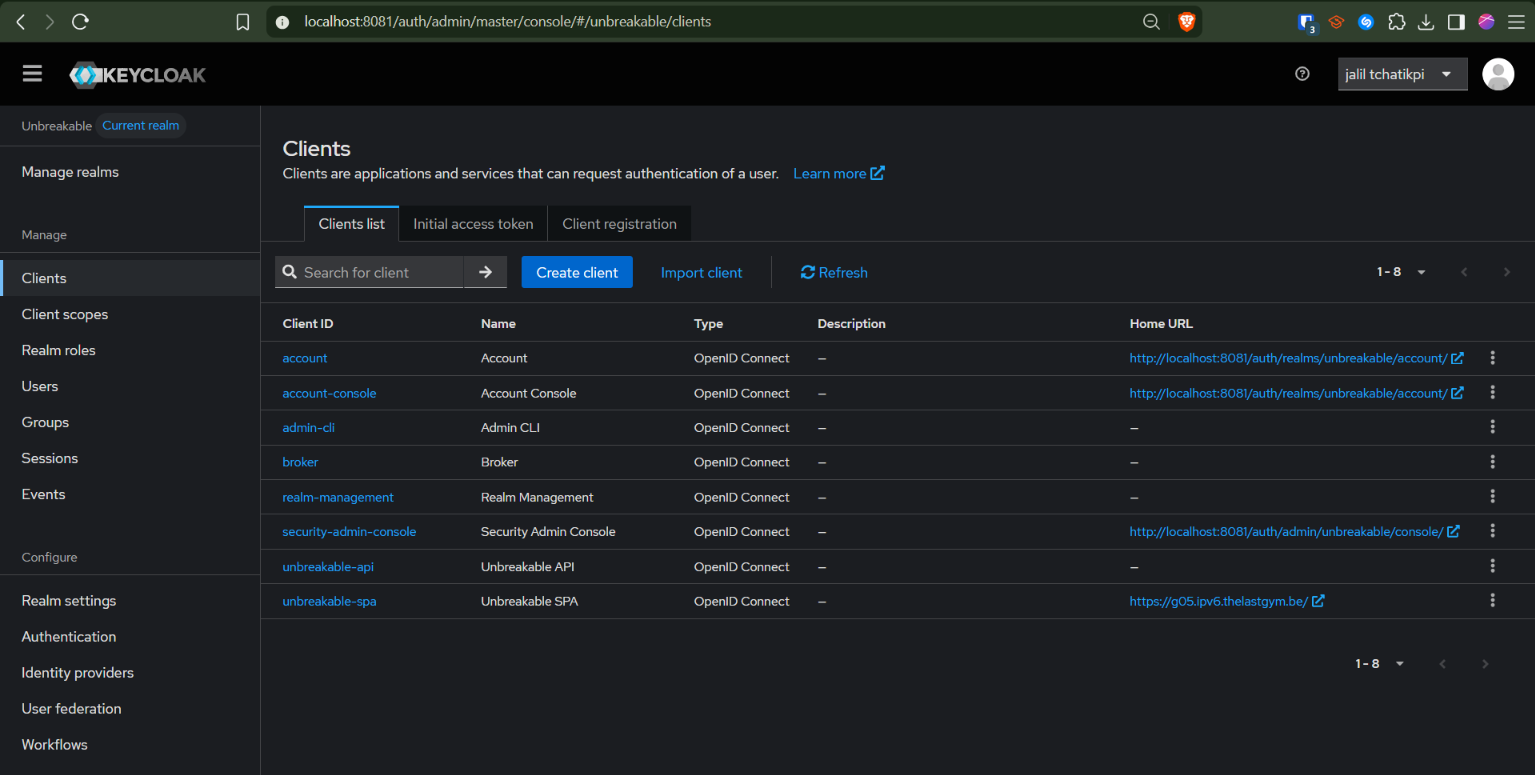 localhost:8081/auth/admin/master/console/#/unbreakable/clients
3
KEYCLOAK
jalil tchatikpi
Unbreakable Current realm
Manage realms
Manage
Clients
Client scopes
Realm roles
Users
Groups
Sessions
Events
Configure
Realm settings
Authentication
Identity providers
User federation
Workflows
Clients
Clients are applications and services that can request authentication of a user. Learn more
Clients list Initial access token Client registration
Search for client Create client Import client Refresh 1 - 8
Client ID Name Type Description Home URL
account Account OpenID Connect – http://localhost:8081/auth/realms/unbreakable/account/
account-console Account Console OpenID Connect – http://localhost:8081/auth/realms/unbreakable/account/
admin-cli Admin CLI OpenID Connect – –
broker Broker OpenID Connect – –
realm-management Realm Management OpenID Connect – –
security-admin-console Security Admin Console OpenID Connect – http://localhost:8081/auth/admin/unbreakable/console/
unbreakable-api Unbreakable API OpenID Connect – –
unbreakable-spa Unbreakable SPA OpenID Connect – https://g05.ipv6.thelastgym.be/
1 - 8